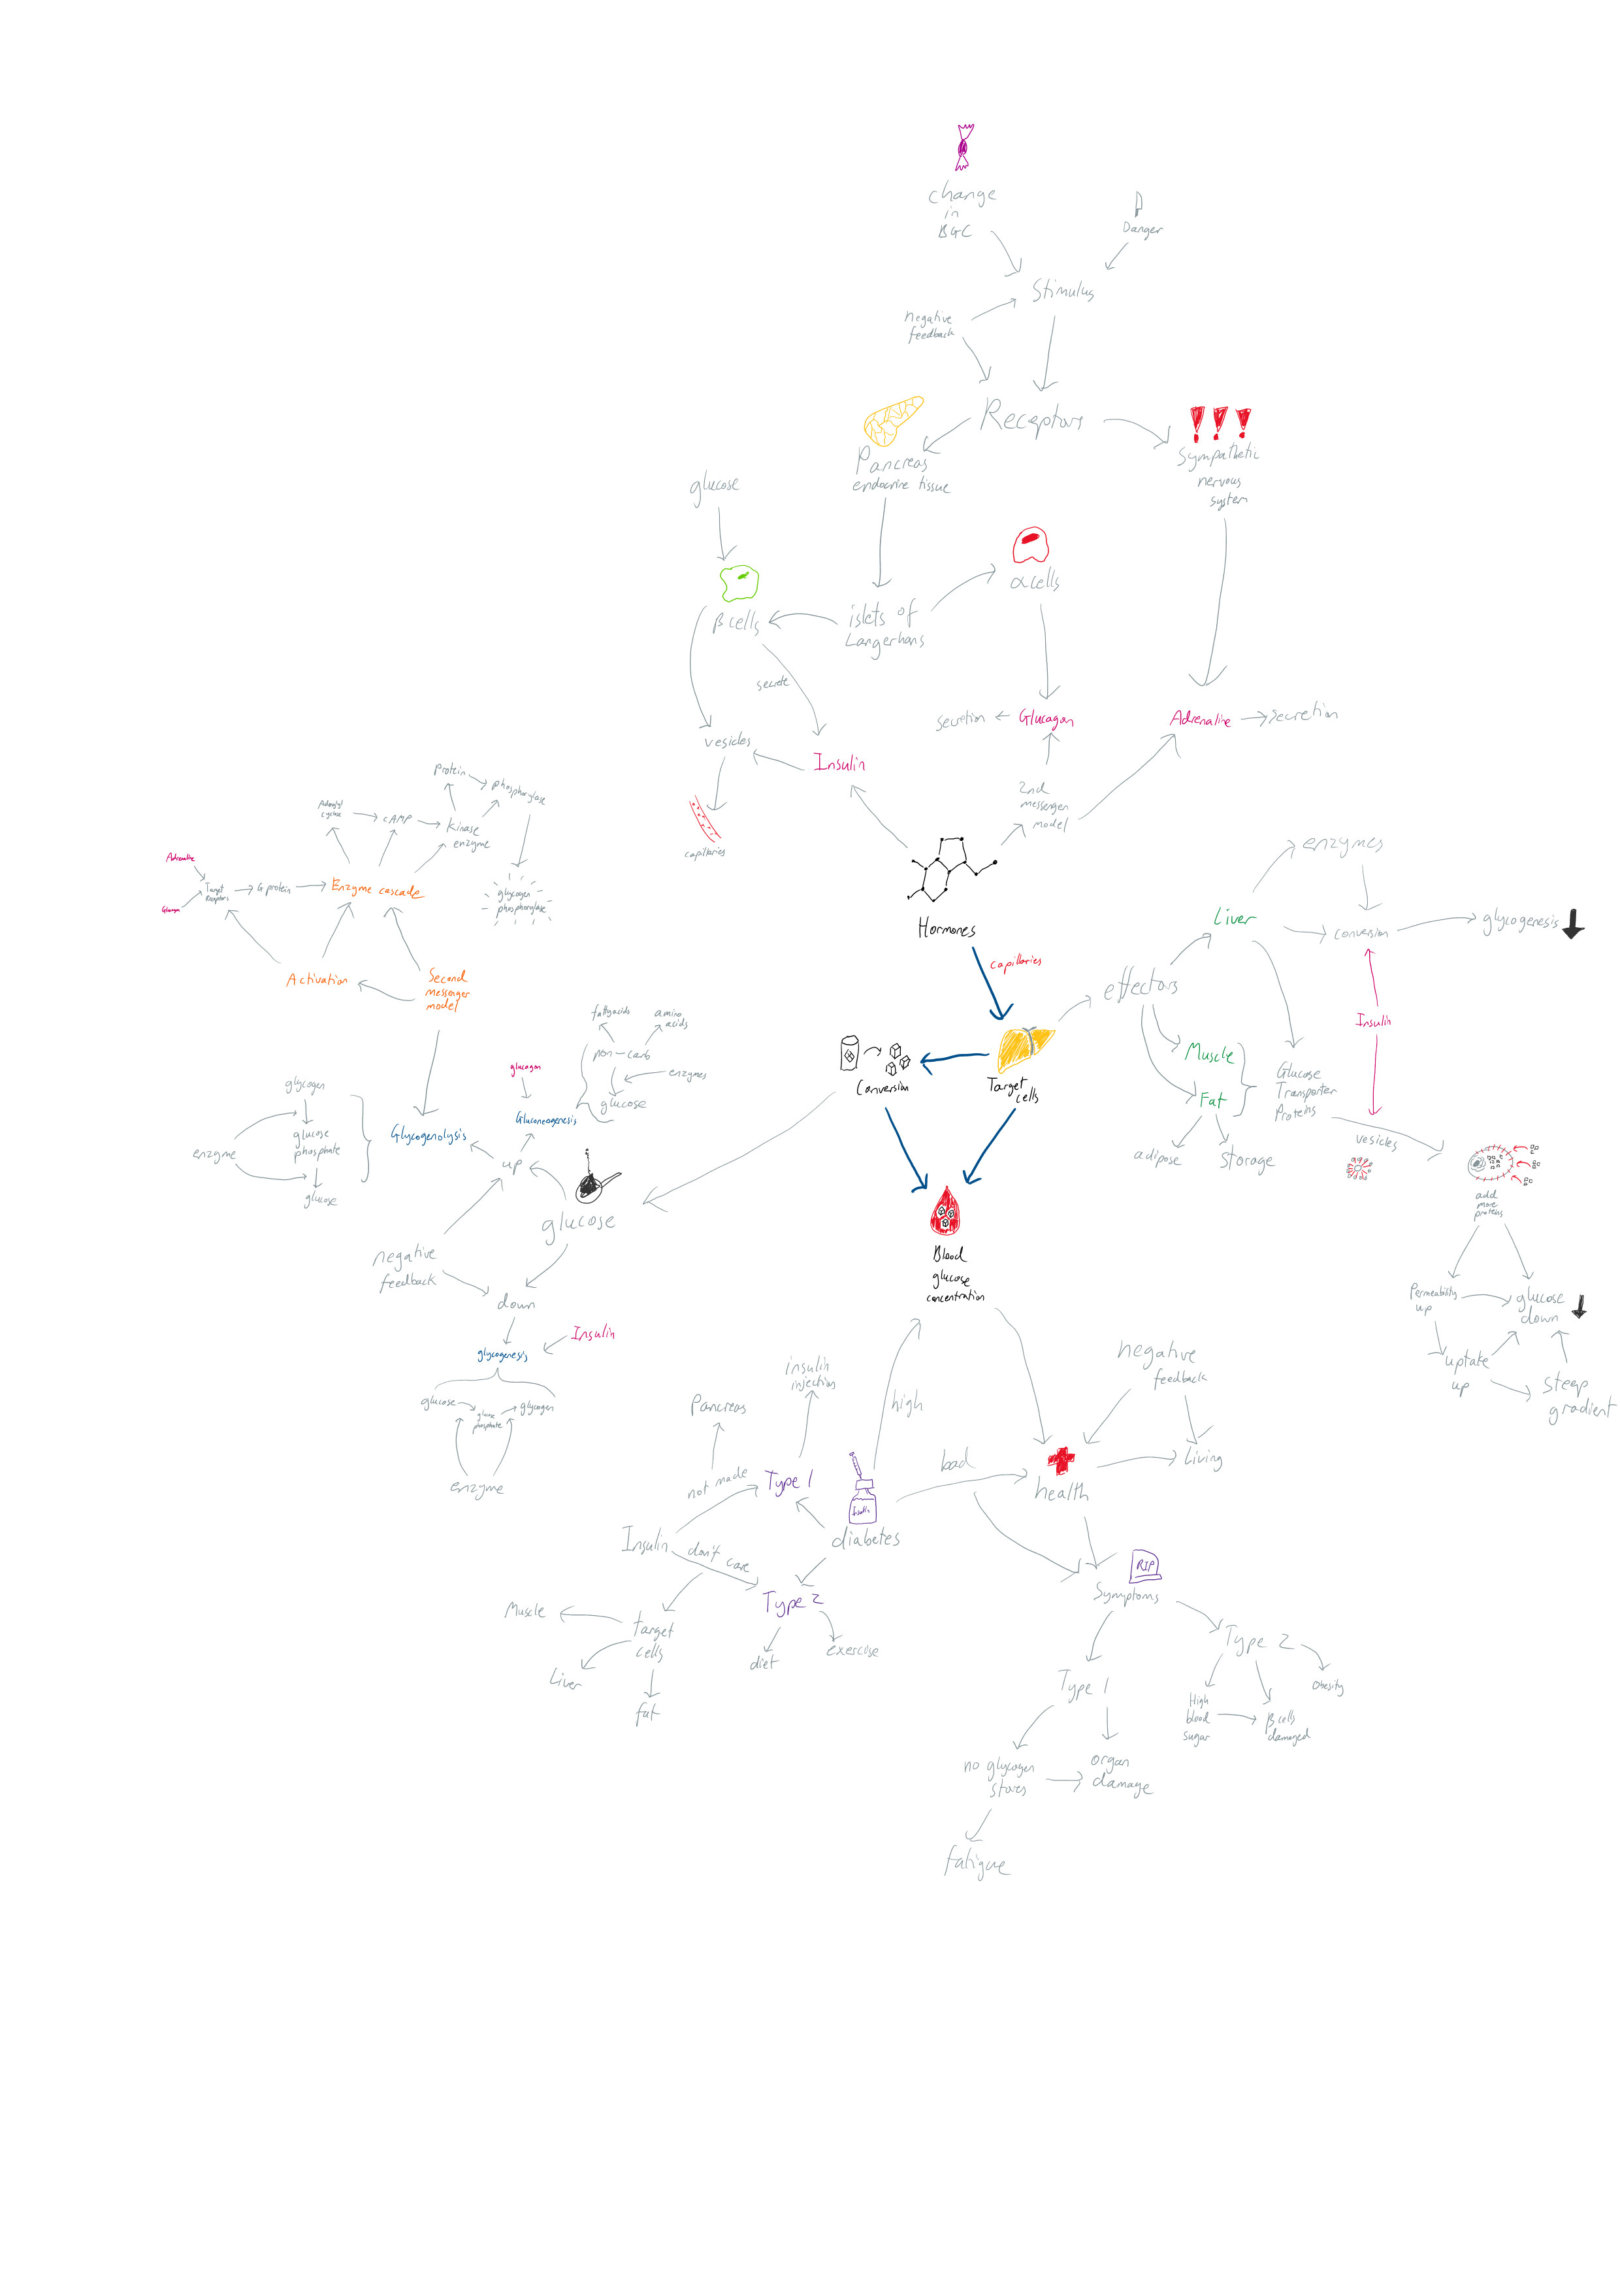 change
in
BGC
Danger
Stimulus
negative
feedback
Receptors
Pancreas
endocrine tissue
Sympathetic
nervous
system
glucose
α cells
β cells
islets of
Langerhans
secrete
secretion
Glucagon
Adrenaline
secretion
vesicles
Insulin
2nd
messenger
model
capillaries
Hormones
capillaries
Protein
phosphorylase
Adenylyl
cyclase
cAMP
kinase
enzyme
Adrenaline
Glucagon
Target
Receptors
G protein
Enzyme cascade
glycogen
phosphorylase
Activation
Second
messenger
model
enzymes
Liver
conversion
glycogenesis
effectors
Insulin
Muscle
Fat
Glucose
Transporter
Proteins
adipose
storage
vesicles
add
more
proteins
Permeability
up
glucose
down
uptake
up
steep
gradient
Conversion
Target
cells
fatty acids
amino
acids
non-carb
enzymes
glucose
glucagon
Gluconeogenesis
glycogen
glucose
phosphate
glucose
enzyme
Glycogenolysis
up
glucose
negative
feedback
down
Insulin
glycogenesis
glucose
glucose
phosphate
glycogen
enzyme
Blood
glucose
concentration
high
negative
feedback
Living
bad
health
insulin
injection
Pancreas
not made
Type 1
Insulin
diabetes
Insulin
don't care
Type 2
diet
exercise
target
cells
Muscle
Liver
fat
RIP
Symptoms
Type 1
Type 2
High
blood
sugar
β cells
damaged
Obesity
no glycogen
stores
organ
damage
fatigue